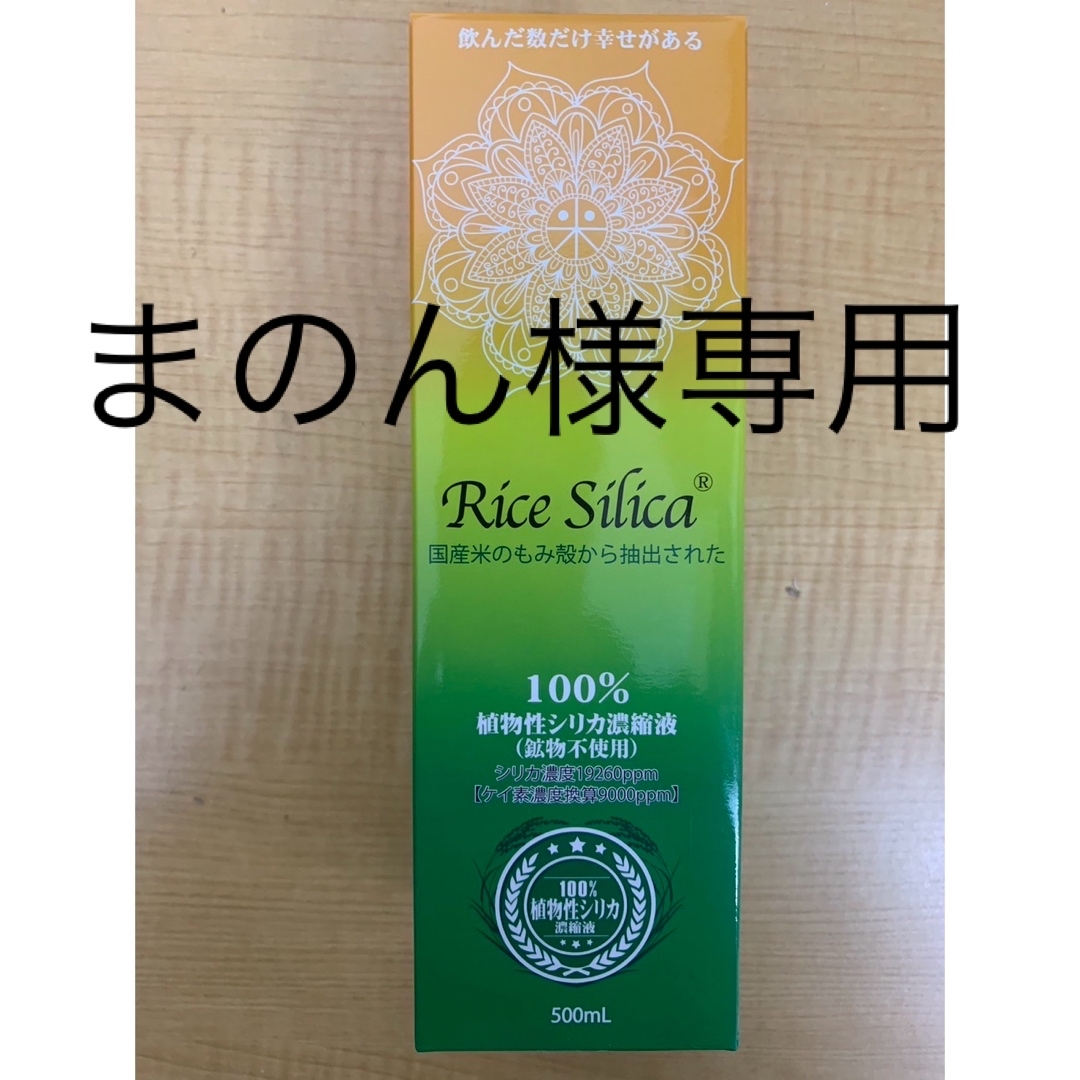 飲んだ数だけ幸せがある
まのん様専用
Rice Silica®
国産米のもみ殻から抽出された
100%
植物性シリカ濃縮液
(鉱物不使用)
シリカ濃度19260ppm
【ケイ素濃度換算9000ppm】
100%
植物性シリカ
濃縮液
500mL